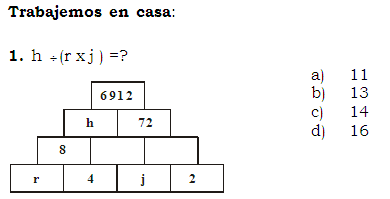 Trabajemos en casa:
1. h ÷(r x j ) =?
6912
h 72
8
r 4 j 2
a) 11
b) 13
c) 14
d) 16